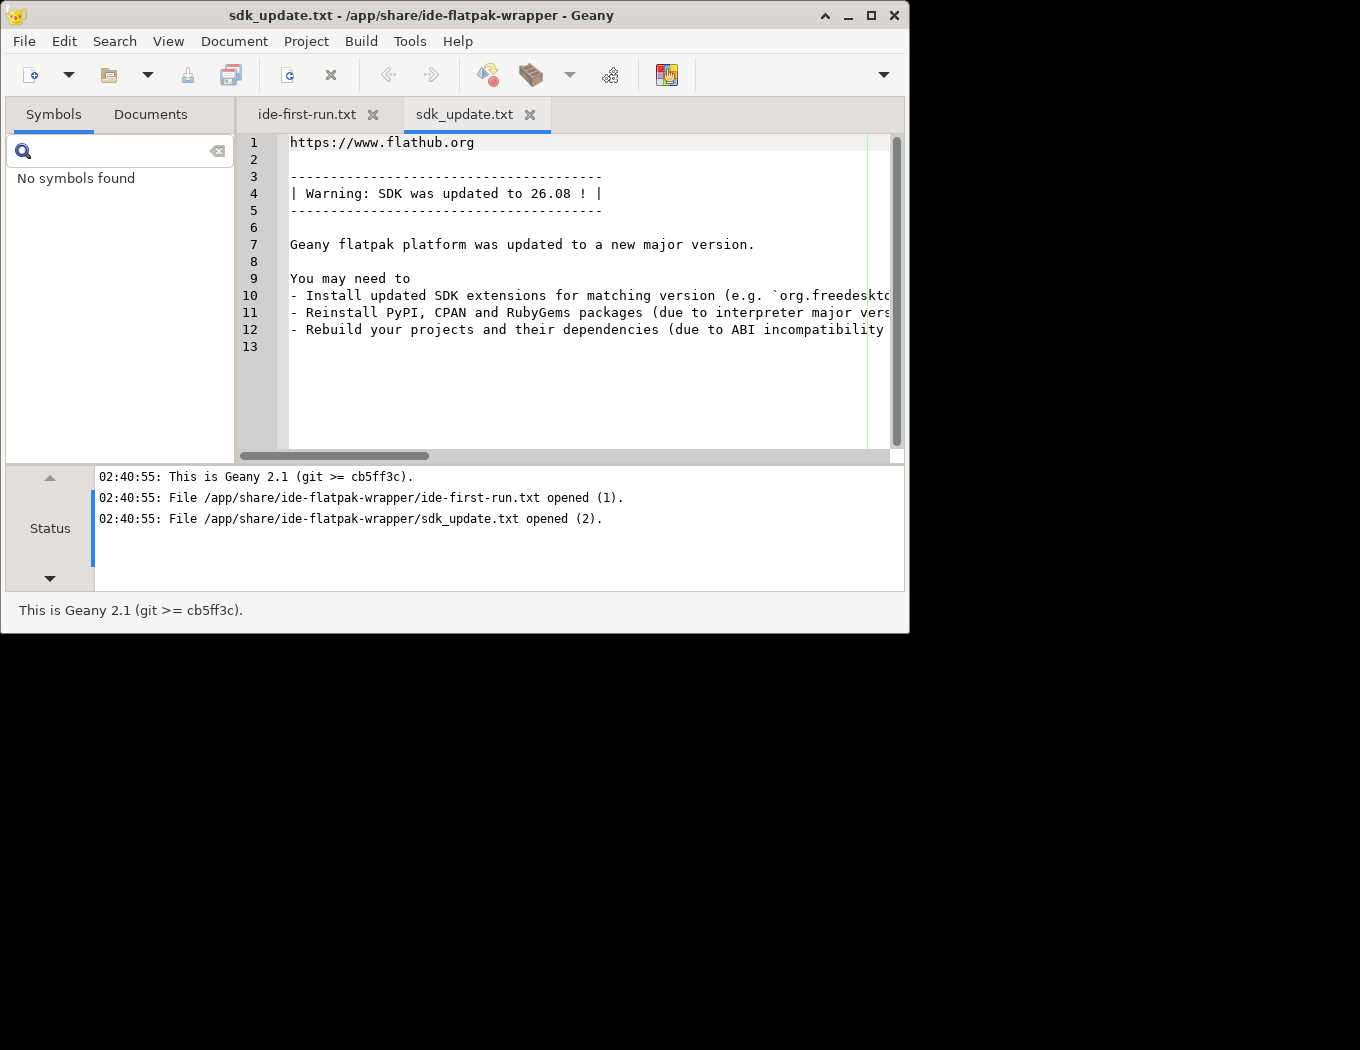 sdk_update.txt - /app/share/ide-flatpak-wrapper - Geany
File Edit Search View Document Project Build Tools Help
Symbols Documents
ide-first-run.txt sdk_update.txt
No symbols found
1 https://www.flathub.org
2
3 ---------------------------------------
4 | Warning: SDK was updated to 26.08 ! |
5 ---------------------------------------
6
7 Geany flatpak platform was updated to a new major version.
8
9 You may need to
10 - Install updated SDK extensions for matching version (e.g. `org.freedeskto
11 - Reinstall PyPI, CPAN and RubyGems packages (due to interpreter major vers
12 - Rebuild your projects and their dependencies (due to ABI incompatibility
13
Status
02:40:55: This is Geany 2.1 (git >= cb5ff3c).
02:40:55: File /app/share/ide-flatpak-wrapper/ide-first-run.txt opened (1).
02:40:55: File /app/share/ide-flatpak-wrapper/sdk_update.txt opened (2).
This is Geany 2.1 (git >= cb5ff3c).